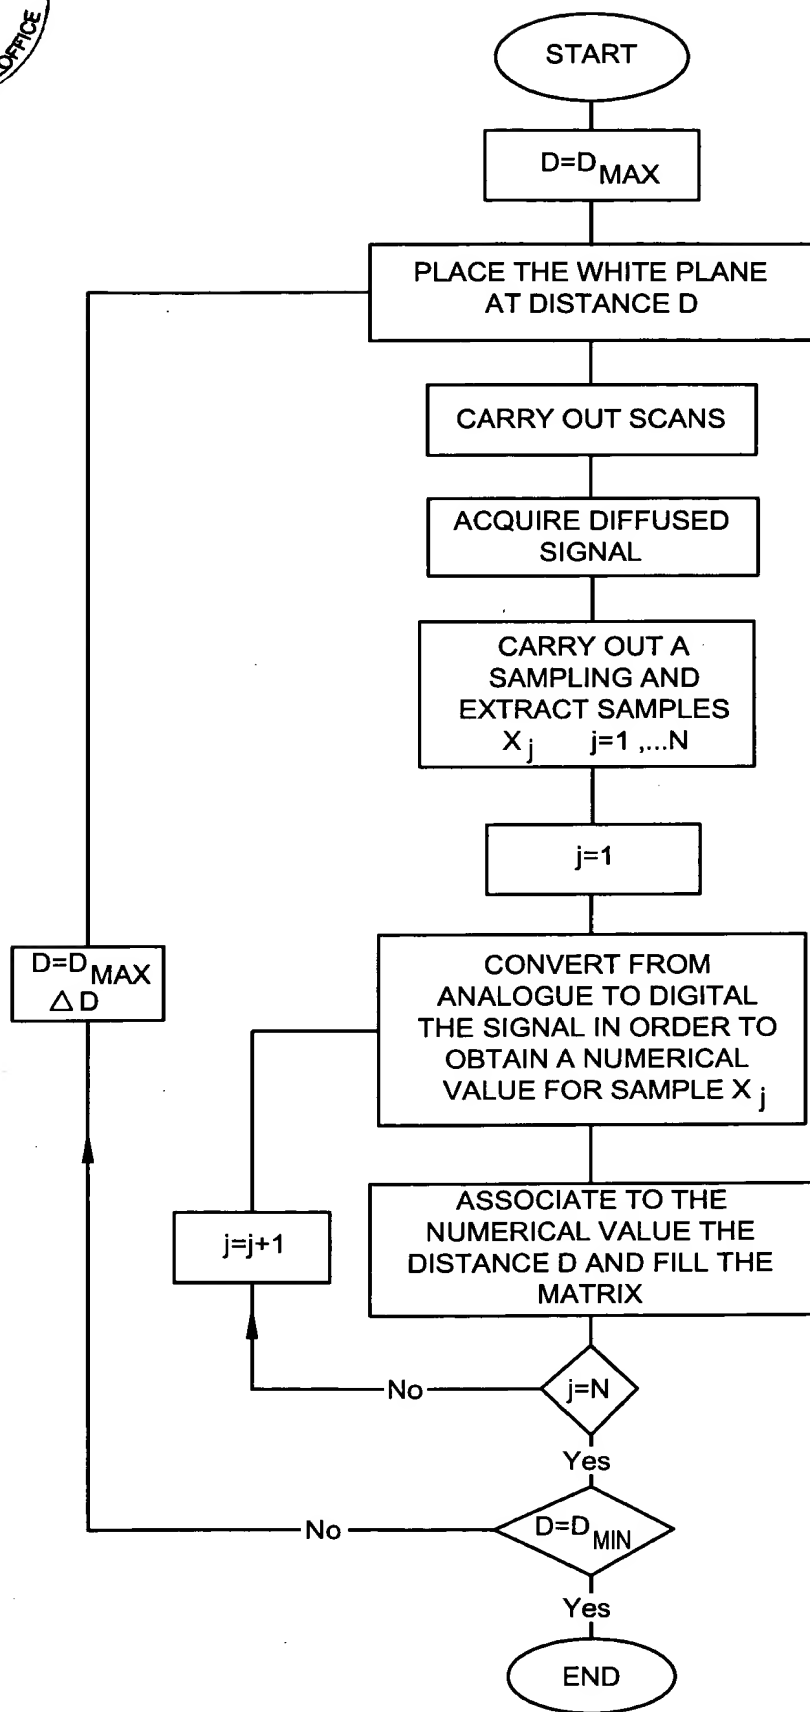 OFFICE
START
D=D MAX
PLACE THE WHITE PLANE
AT DISTANCE D
CARRY OUT SCANS
ACQUIRE DIFFUSED
SIGNAL
CARRY OUT A
SAMPLING AND
EXTRACT SAMPLES
X j j=1 ,...N
j=1
D=D MAX
△ D
CONVERT FROM
ANALOGUE TO DIGITAL
THE SIGNAL IN ORDER TO
OBTAIN A NUMERICAL
VALUE FOR SAMPLE X j
j=j+1
ASSOCIATE TO THE
NUMERICAL VALUE THE
DISTANCE D AND FILL THE
MATRIX
No
j=N
Yes
No
D=D MIN
Yes
END